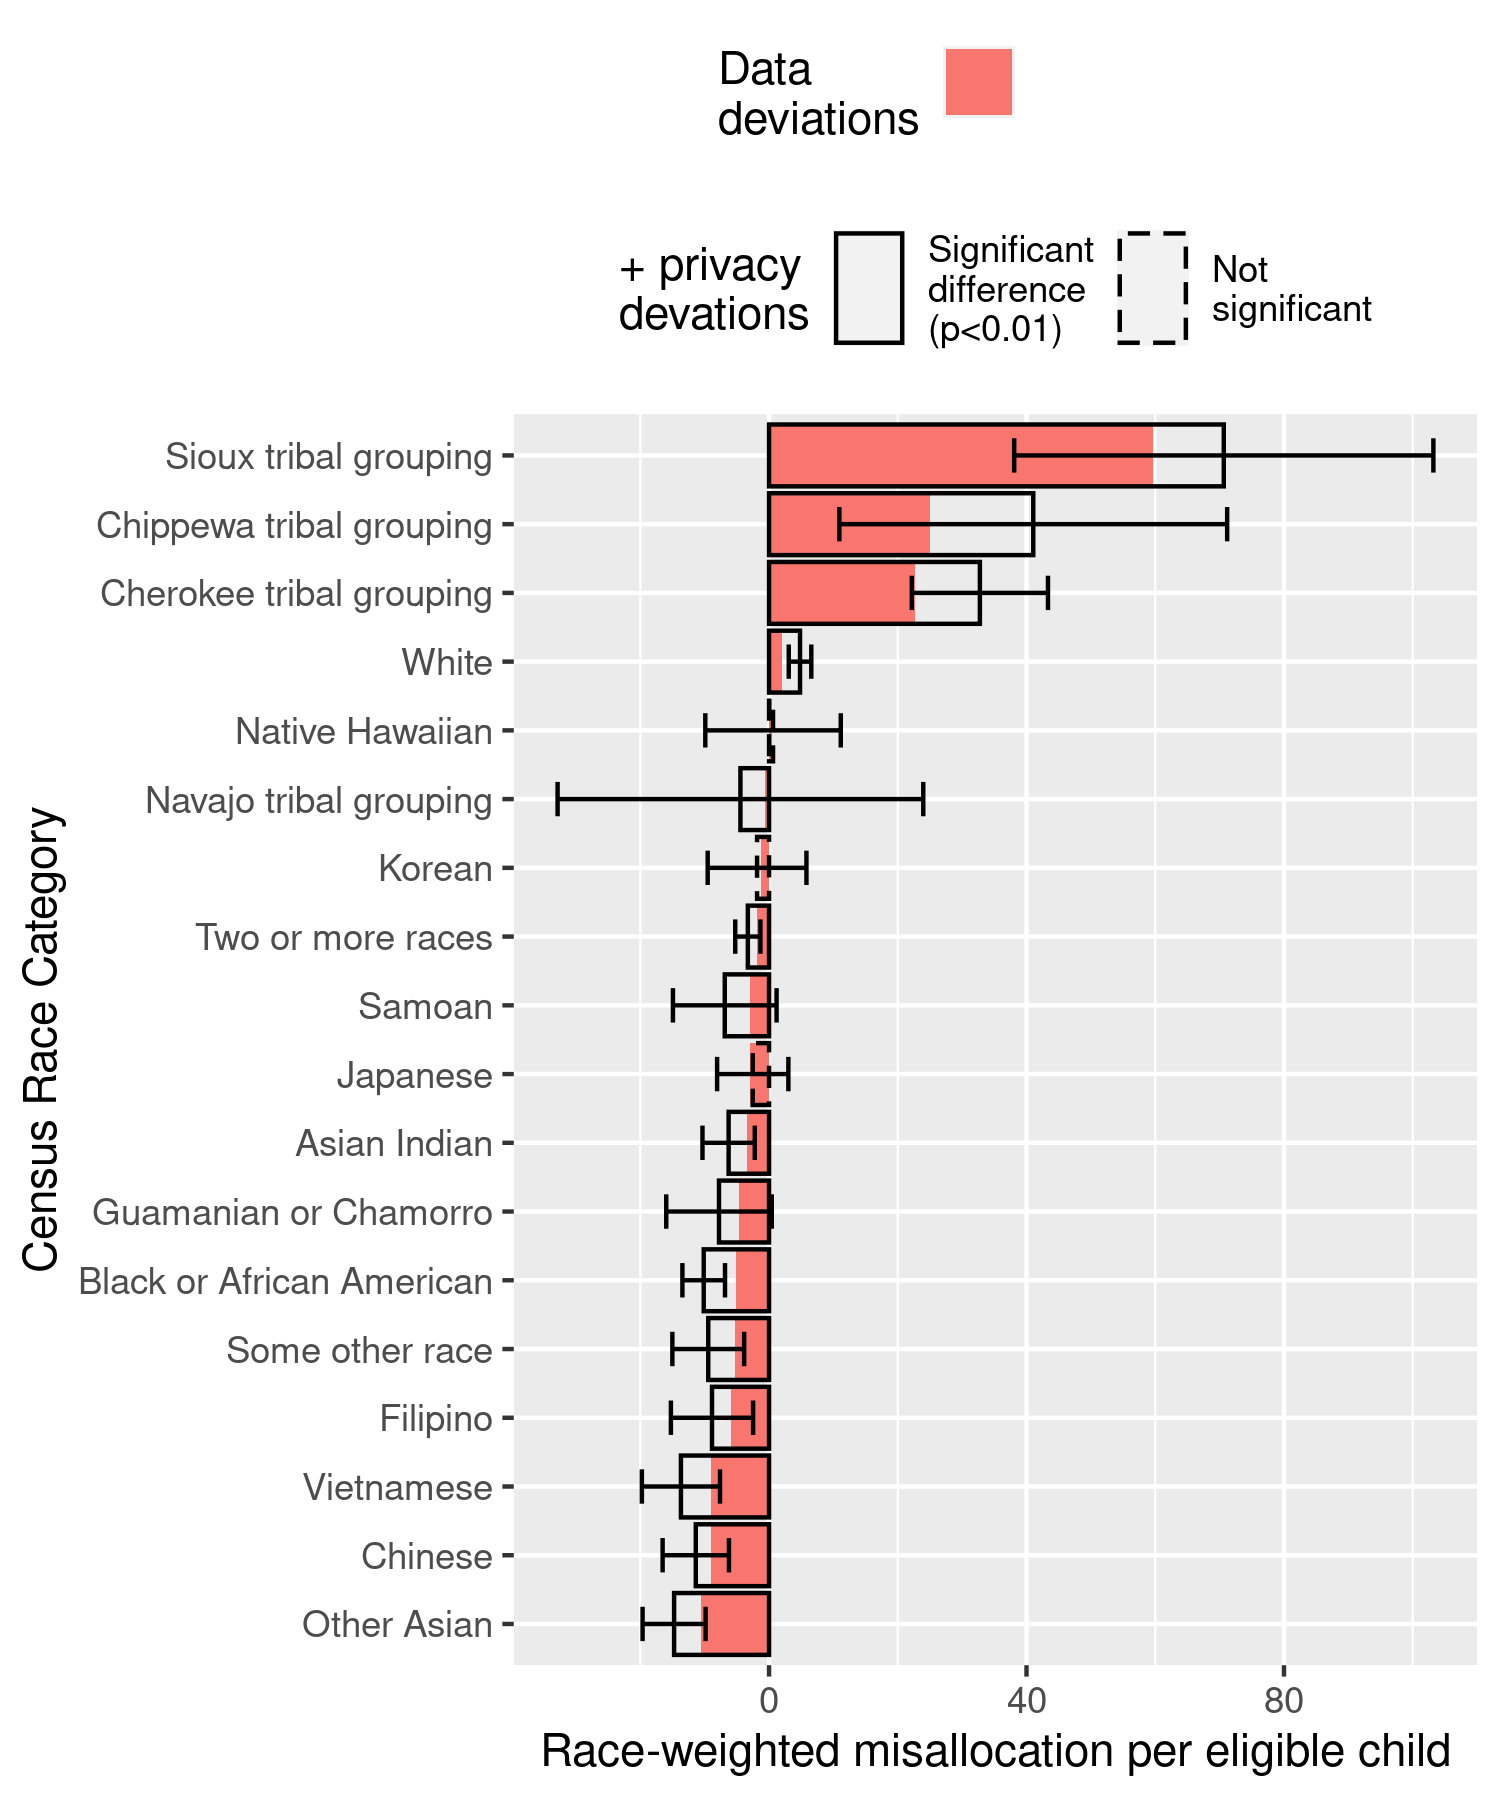 Data
deviations
+ privacy
devations
Significant
difference
(p<0.01)
Not
significant
Census Race Category
Sioux tribal grouping
Chippewa tribal grouping
Cherokee tribal grouping
White
Native Hawaiian
Navajo tribal grouping
Korean
Two or more races
Samoan
Japanese
Asian Indian
Guamanian or Chamorro
Black or African American
Some other race
Filipino
Vietnamese
Chinese
Other Asian
0 40 80
Race-weighted misallocation per eligible child